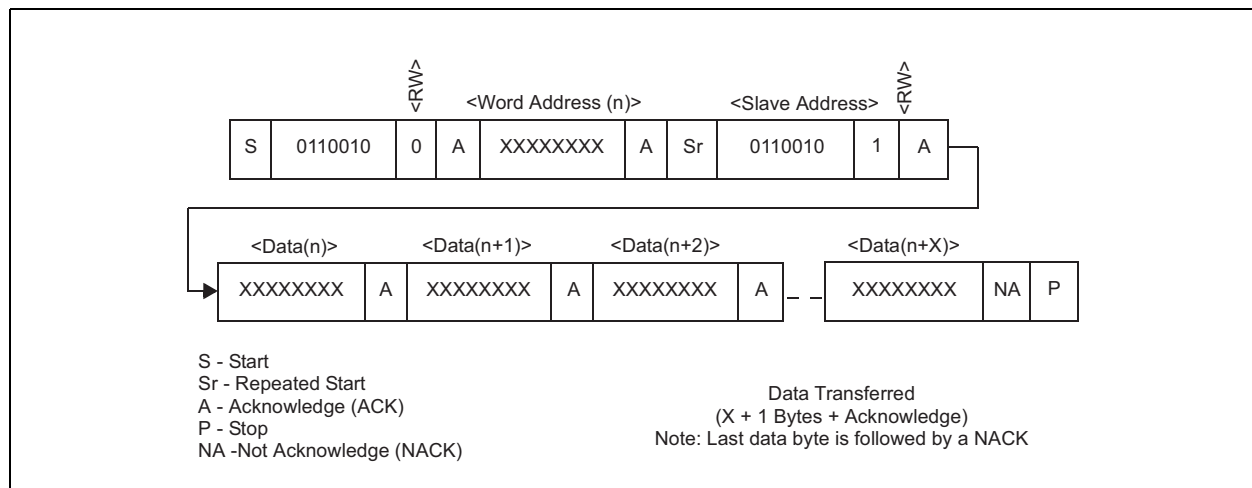 <RW> <Word Address (n)> <Slave Address> <RW>
S 0110010 0 A XXXXXXXX A Sr 0110010 1 A
<Data(n)> <Data(n+1)> <Data(n+2)> <Data(n+X)>
XXXXXXXX A XXXXXXXX A XXXXXXXX A XXXXXXXX NA P
S - Start
Sr - Repeated Start
A - Acknowledge (ACK)
P - Stop
NA -Not Acknowledge (NACK)
Data Transferred
(X + 1 Bytes + Acknowledge)
Note: Last data byte is followed by a NACK